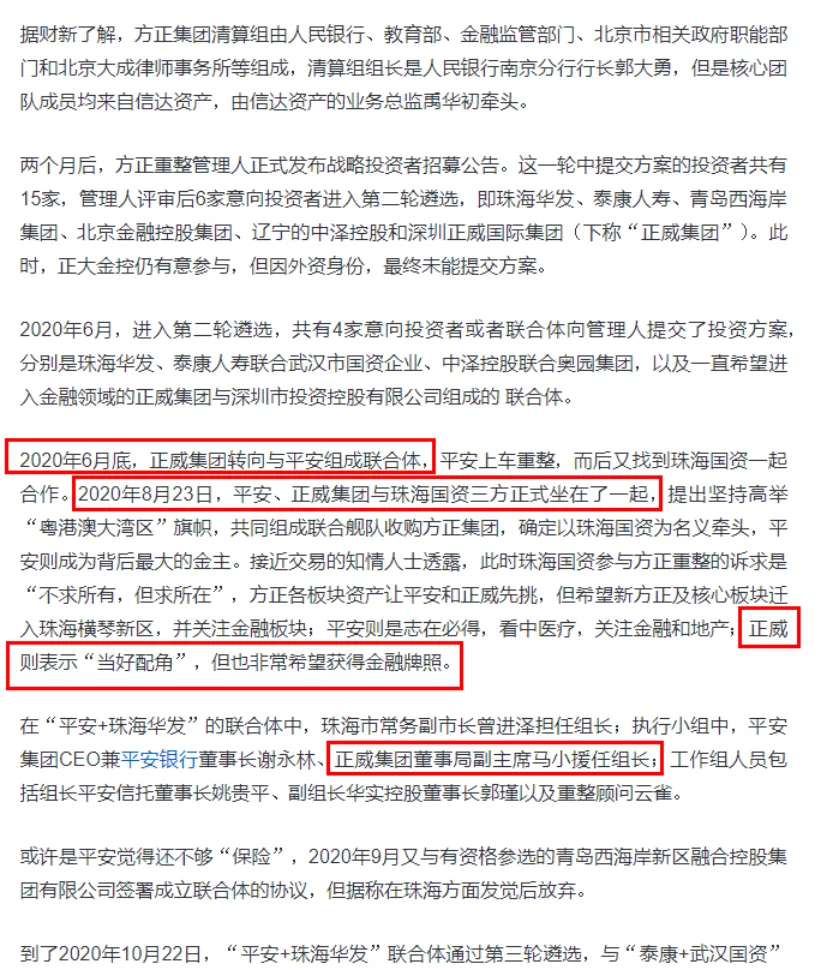 据财新了解，方正集团清算组由人民银行、教育部、金融监管部门、北京市相关政府职能部
门和北京大成律师事务所等组成，清算组组长是人民银行南京分行行长郭大勇，但是核心团
队成员均来自信达资产，由信达资产的业务总监禹华初牵头。
两个月后，方正重整管理人正式发布战略投资者招募公告。这一轮中提交方案的投资者共有
15家，管理人评审后6家意向投资者进入第二轮遴选，即珠海华发、泰康人寿、青岛西海岸
集团、北京金融控股集团、辽宁的中泽控股和深圳正威国际集团（下称“正威集团”）。此
时，正大金控仍有意参与，但因外资身份，最终未能提交方案。
2020年6月，进入第二轮遴选，共有4家意向投资者或者联合体向管理人提交了投资方案，
分别是珠海华发、泰康人寿联合武汉市国资企业、中泽控股联合奥园集团，以及一直希望进
入金融领域的正威集团与深圳市投资控股有限公司组成的 联合体。
2020年6月底，正威集团转向与平安组成联合体，平安上车重整，而后又找到珠海国资一起
合作。2020年8月23日，平安、正威集团与珠海国资三方正式坐在了一起，提出坚持高举
“粤港澳大湾区”旗帜，共同组成联合舰队收购方正集团，确定以珠海国资为名义牵头，平
安则成为背后最大的金主。接近交易的知情人士透露，此时珠海国资参与方正重整的诉求是
“不求所有，但求所在”，方正各板块资产让平安和正威先挑，但希望新方正及核心板块迁
入珠海横琴新区，并关注金融板块；平安则是志在必得，看中医疗，关注金融和地产；正威
则表示“当好配角”，但也非常希望获得金融牌照。
在“平安+珠海华发”的联合体中，珠海市常务副市长曾进泽担任组长；执行小组中，平安
集团CEO兼平安银行董事长谢永林、正威集团董事局副主席马小援任组长；工作组人员包
括组长平安信托董事长姚贵平、副组长华实控股董事长郭瑾以及重整顾问云雀。
或许是平安觉得还不够“保险”，2020年9月又与有资格参选的青岛西海岸新区融合控股集
团有限公司签署成立联合体的协议，但据称在珠海方面发觉后放弃。
到了2020年10月22日，“平安+珠海华发”联合体通过第三轮遴选，与“泰康+武汉国资”